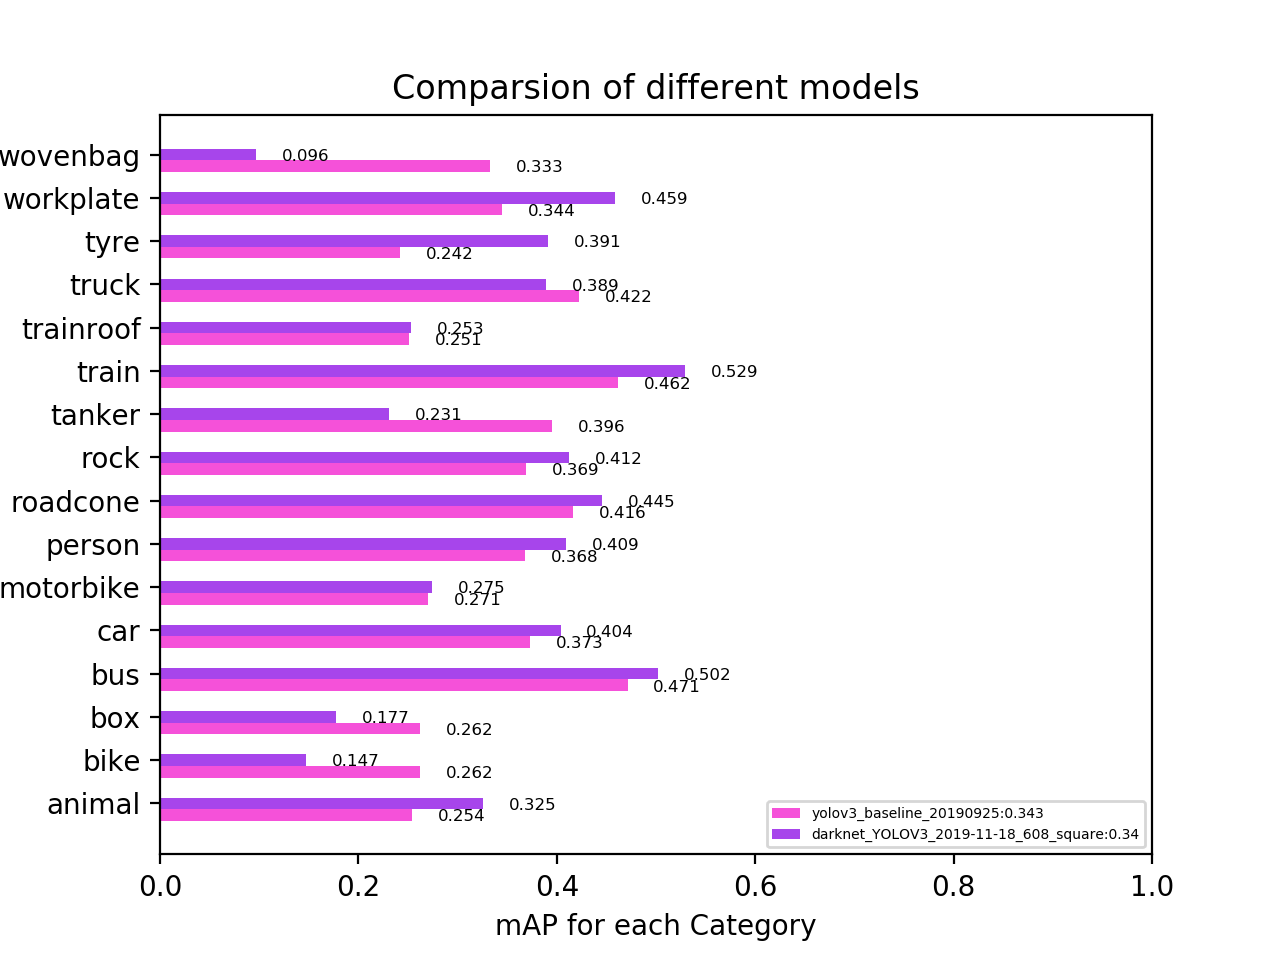 Comparsion of different models
wovenbag
0.096
0.333
workplate
0.459
0.344
tyre
0.391
0.242
truck
0.389
0.422
trainroof
0.253
0.251
train
0.529
0.462
tanker
0.231
0.396
rock
0.412
0.369
roadcone
0.445
0.416
person
0.409
0.368
motorbike
0.275
0.271
car
0.404
0.373
bus
0.502
0.471
box
0.177
0.262
bike
0.147
0.262
animal
0.325
0.254
yolov3_baseline_20190925:0.343
darknet_YOLOV3_2019-11-18_608_square:0.34
0.0 0.2 0.4 0.6 0.8 1.0
mAP for each Category